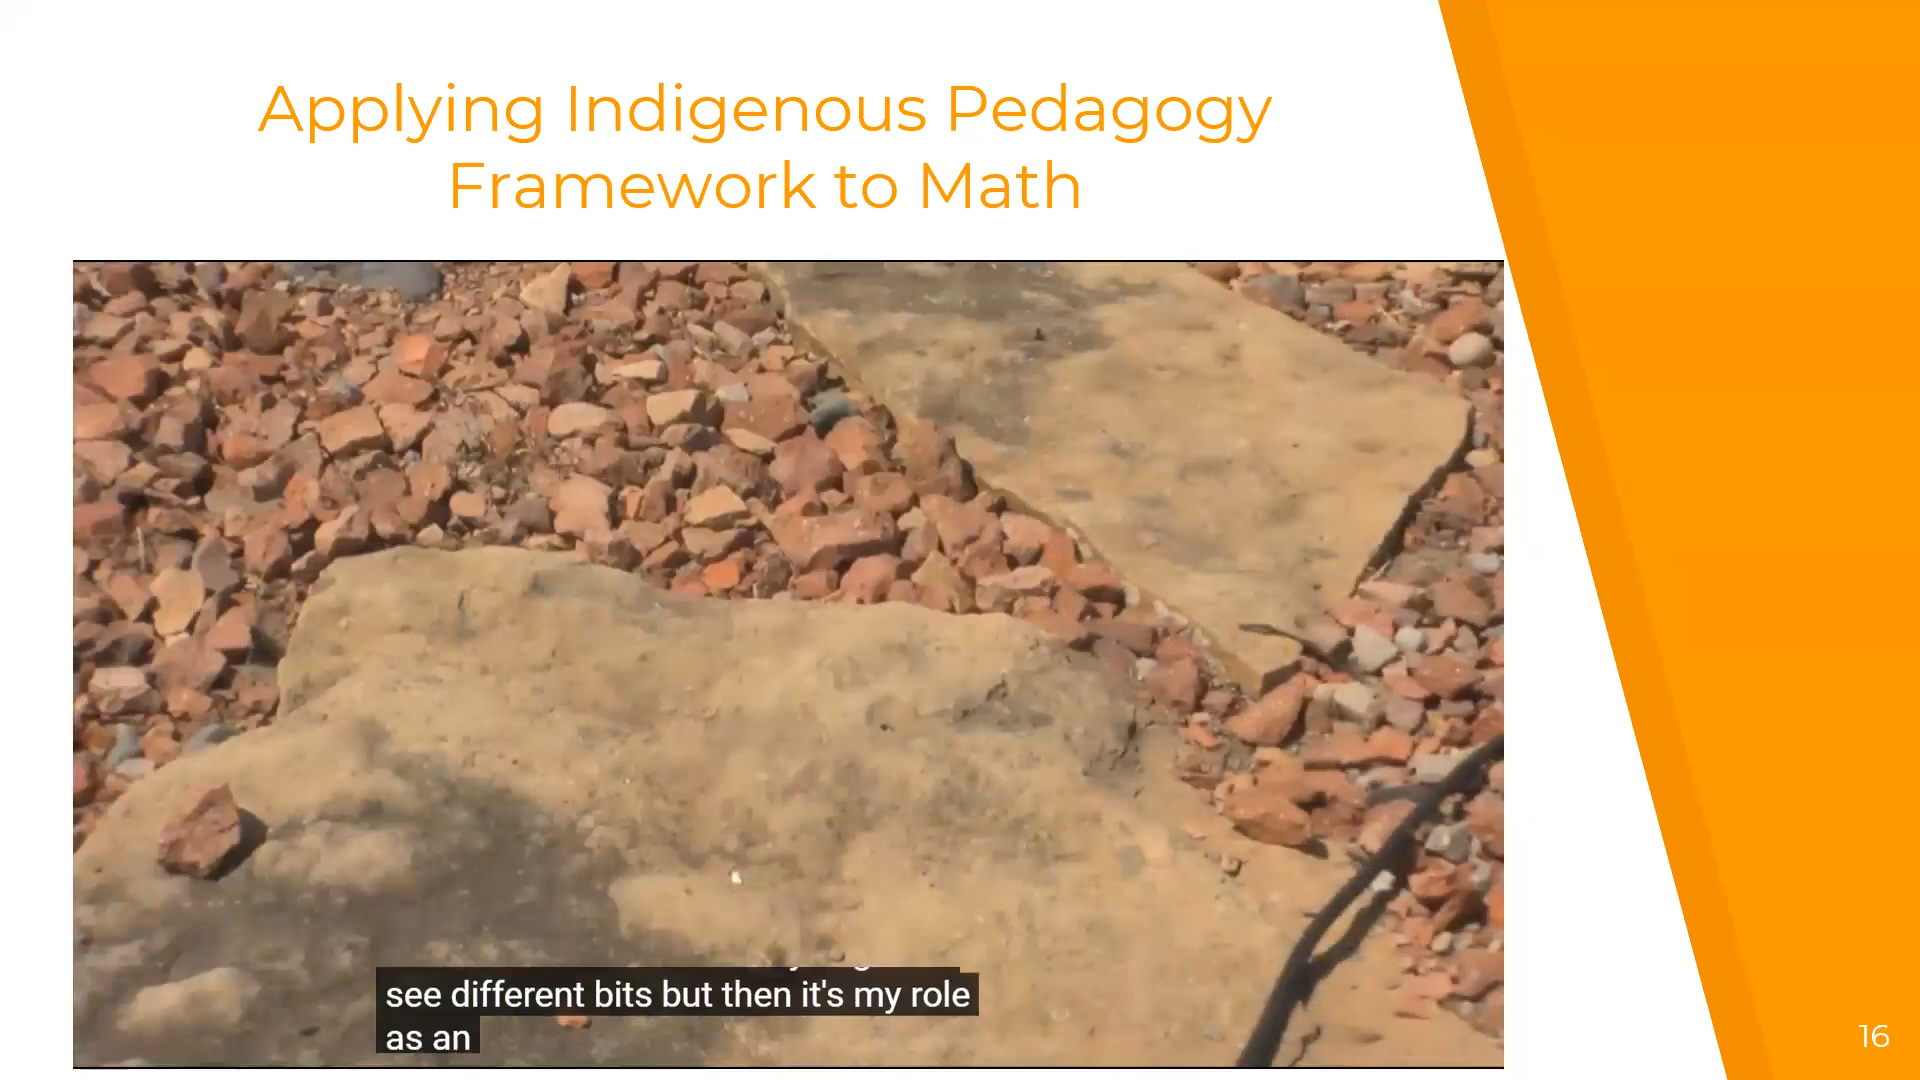 Applying Indigenous Pedagogy
Framework to Math
see different bits but then it's my role
as an
16